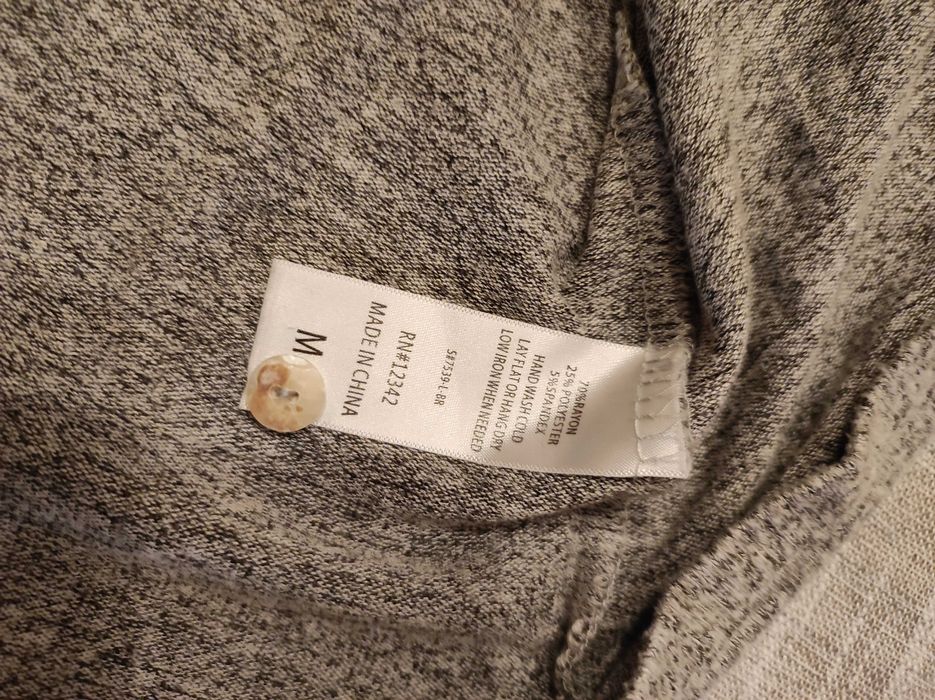 70%RAYON
25%POLYESTER
5%SPANDEX
HAND WASH COLD
LAY FLAT OR HANG DRY
LOW IRON WHEN NEEDED
S#7539-L-BR
RN#12342
MADE IN CHINA
M